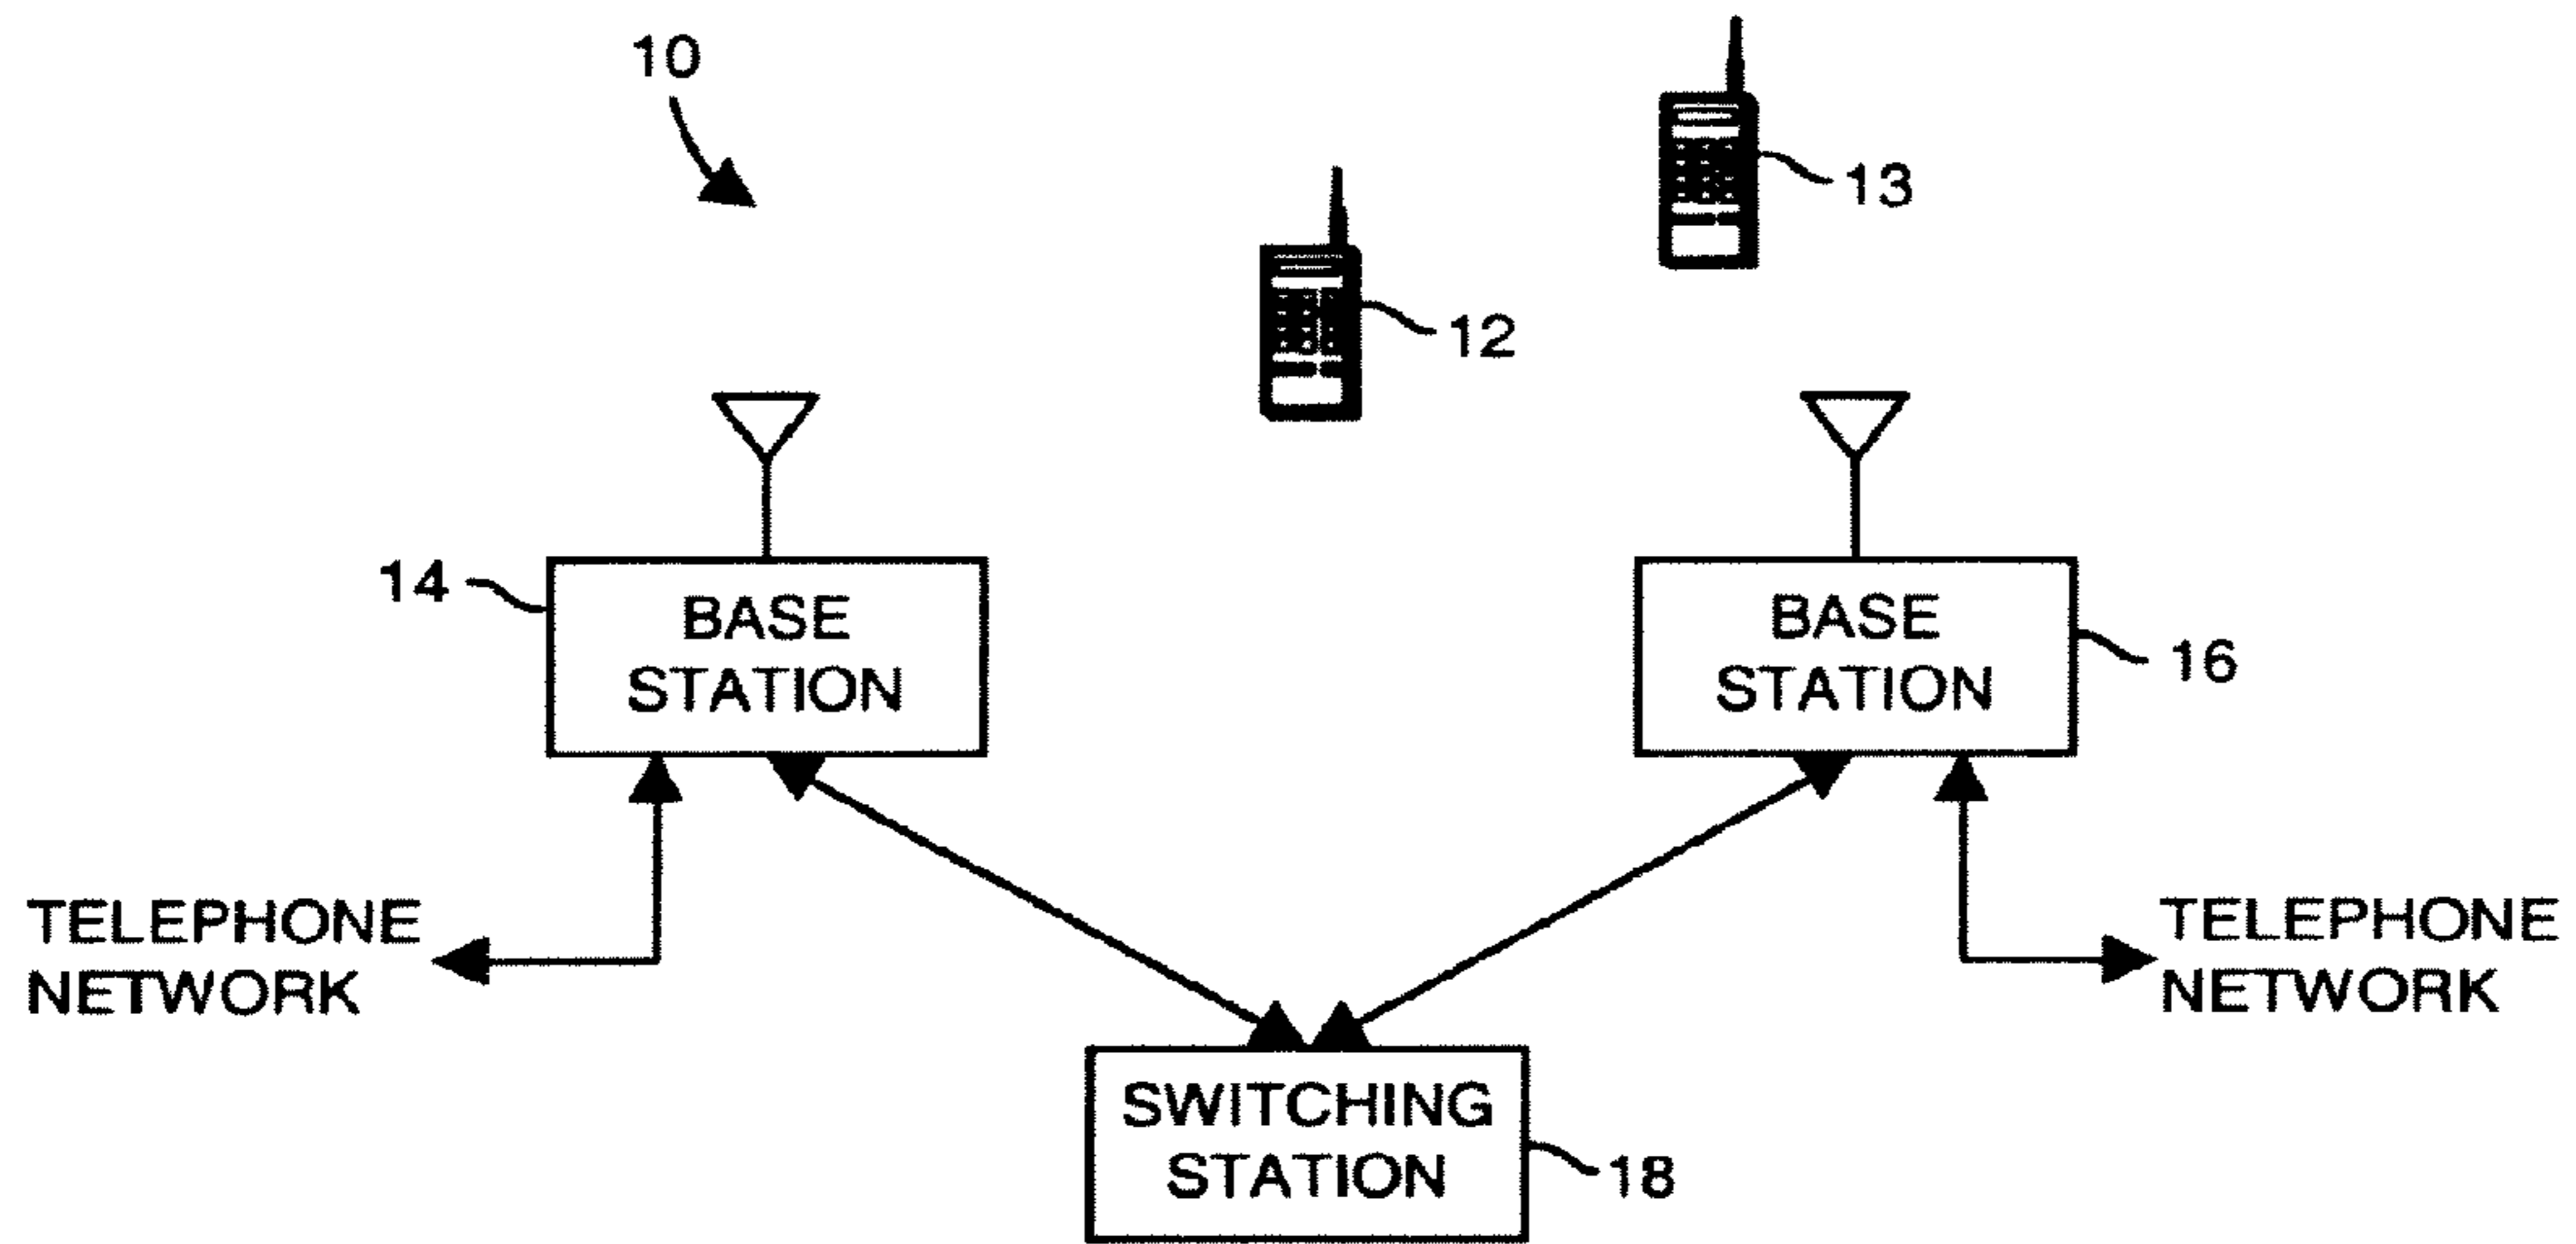 10
13
12
14
BASE
STATION
BASE
STATION
16
TELEPHONE
NETWORK
TELEPHONE
NETWORK
SWITCHING
STATION
18